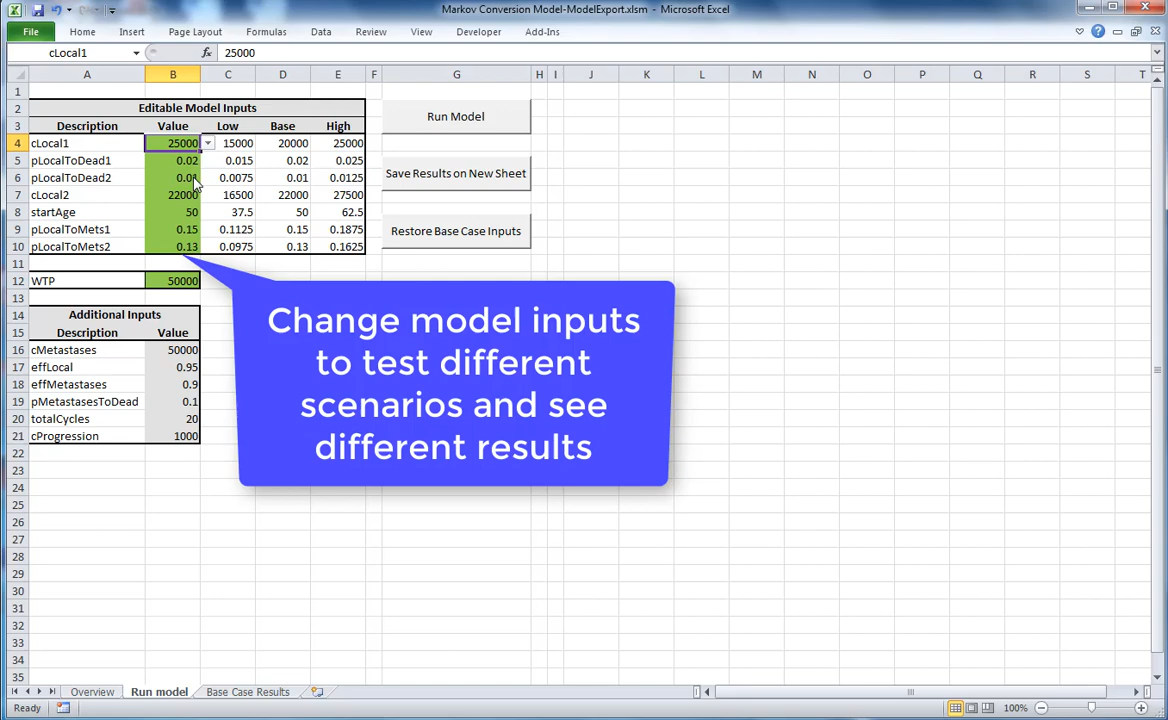 Markov Conversion Model-ModelExport.xlsm - Microsoft Excel
File Home Insert Page Layout Formulas Data Review View Developer Add-Ins
cLocal1 fx 25000
A B C D E F G H I J K L M N O P Q R S T
1
2 Editable Model Inputs
3 Description Value Low Base High
Run Model
4 cLocal1 25000 15000 20000 25000
5 pLocalToDead1 0.02 0.015 0.02 0.025
6 pLocalToDead2 0.01 0.0075 0.01 0.0125
Save Results on New Sheet
7 cLocal2 22000 16500 22000 27500
8 startAge 50 37.5 50 62.5
9 pLocalToMets1 0.15 0.1125 0.15 0.1875
Restore Base Case Inputs
10 pLocalToMets2 0.13 0.0975 0.13 0.1625
11
12 WTP 50000
13
14 Additional Inputs
15 Description Value
16 cMetastases 50000
17 effLocal 0.95
18 effMetastases 0.9
19 pMetastasesToDead 0.1
20 totalCycles 20
21 cProgression 1000
Change model inputs
to test different
scenarios and see
different results
22
23
24
25
26
27
28
29
30
31
32
33
34
35
Overview Run model Base Case Results
Ready 100%